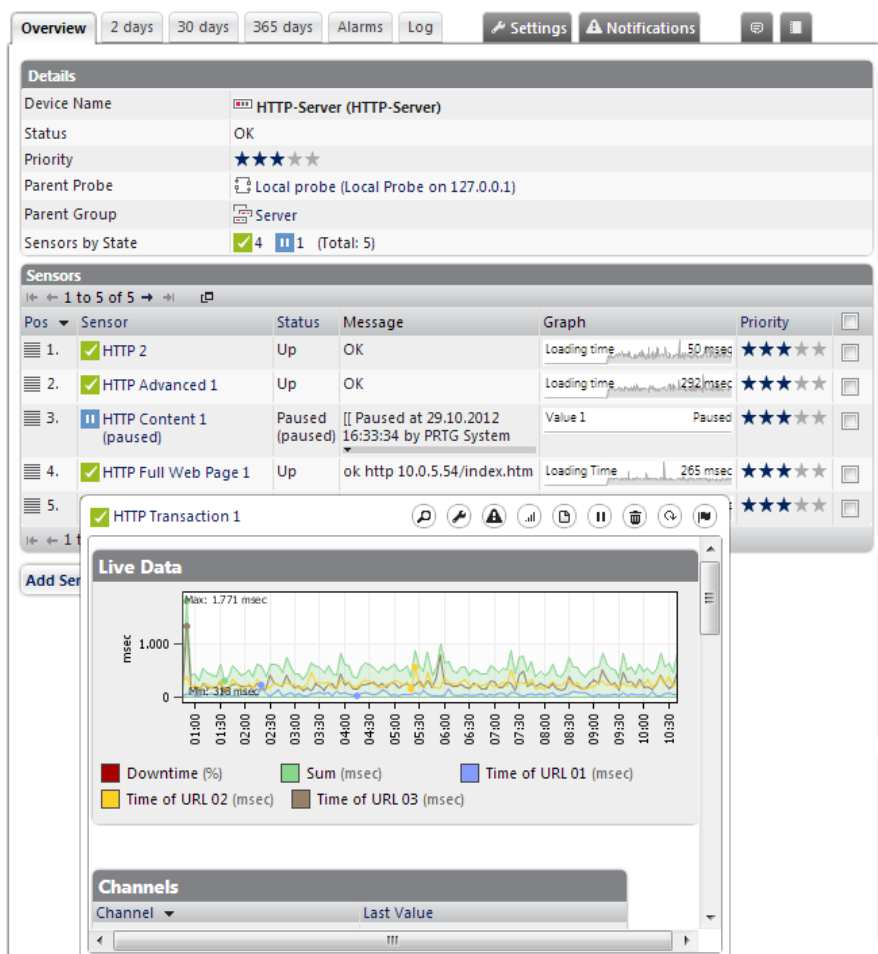 Overview 2 days 30 days 365 days Alarms Log Settings Notifications
Details
Device Name HTTP-Server (HTTP-Server)
Status OK
Priority
Parent Probe Local probe (Local Probe on 127.0.0.1)
Parent Group Server
Sensors by State 4 1 (Total: 5)
Sensors
1 to 5 of 5
Pos Sensor Status Message Graph Priority
1. HTTP 2 Up OK Loading time 50 msec
2. HTTP Advanced 1 Up OK Loading time 292 msec
3. HTTP Content 1 (paused) Paused (paused) [[ Paused at 29.10.2012 16:33:34 by PRTG System Value 1 Paused
4. HTTP Full Web Page 1 Up ok http 10.0.5.54/index.htm Loading Time 265 msec
5.
1 t
Add Ser
HTTP Transaction 1
Live Data
Max: 1.771 msec
msec
1.000
0
Min: 313 msec
01:00 01:30 02:00 02:30 03:00 03:30 04:00 04:30 05:00 05:30 06:00 06:30 07:00 07:30 08:00 08:30 09:00 09:30 10:00 10:30
Downtime (%) Sum (msec) Time of URL 01 (msec)
Time of URL 02 (msec) Time of URL 03 (msec)
Channels
Channel Last Value